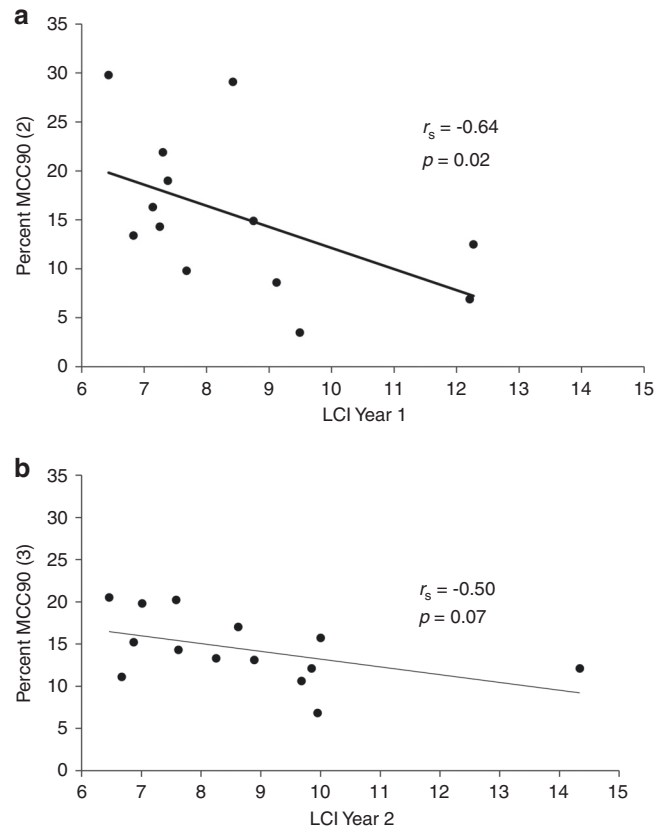 a
35
30
25
20
15
10
5
0
Percent MCC90 (2)
rs = -0.64
p = 0.02
6 7 8 9 10 11 12 13 14 15
LCI Year 1
b
35
30
25
20
15
10
5
0
Percent MCC90 (3)
rs = -0.50
p = 0.07
6 7 8 9 10 11 12 13 14 15
LCI Year 2